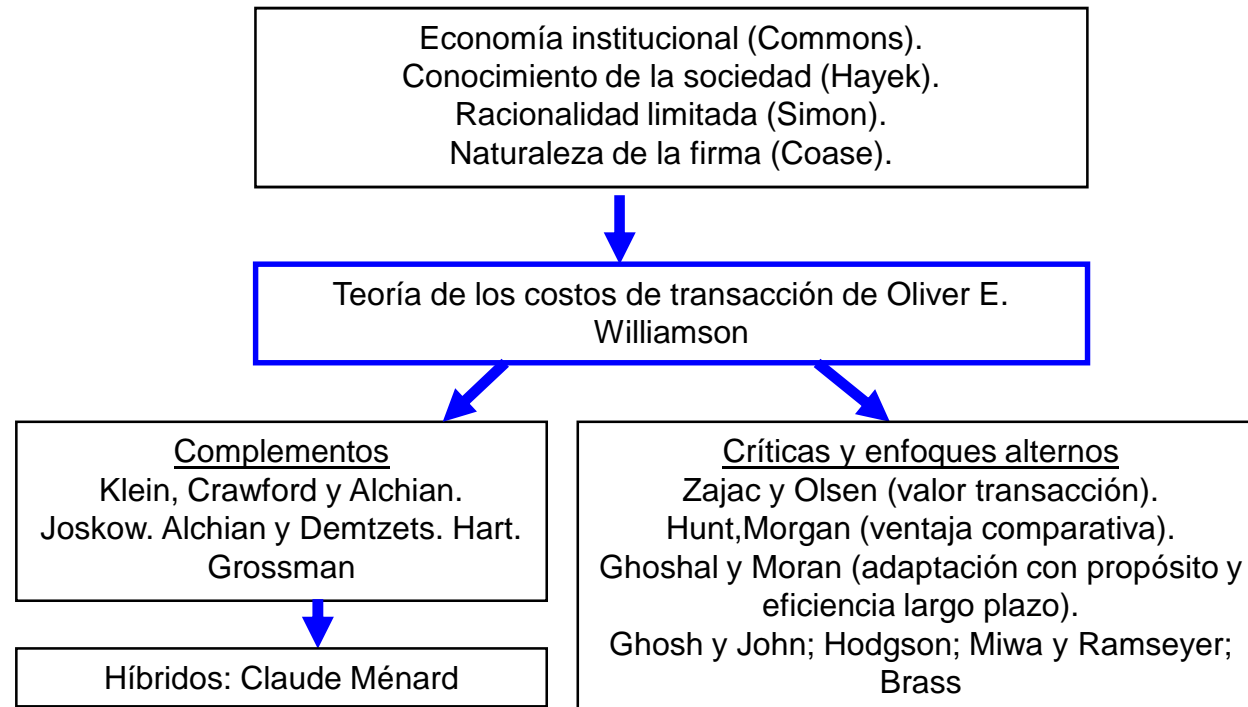 Economía institucional (Commons).
Conocimiento de la sociedad (Hayek).
Racionalidad limitada (Simon).
Naturaleza de la firma (Coase).
Teoría de los costos de transacción de Oliver E.
Williamson
Complementos
Klein, Crawford y Alchian.
Joskow. Alchian y Demtzets. Hart.
Grossman
Híbridos: Claude Ménard
Críticas y enfoques alternos
Zajac y Olsen (valor transacción).
Hunt,Morgan (ventaja comparativa).
Ghoshal y Moran (adaptación con propósito y
eficiencia largo plazo).
Ghosh y John; Hodgson; Miwa y Ramseyer;
Brass